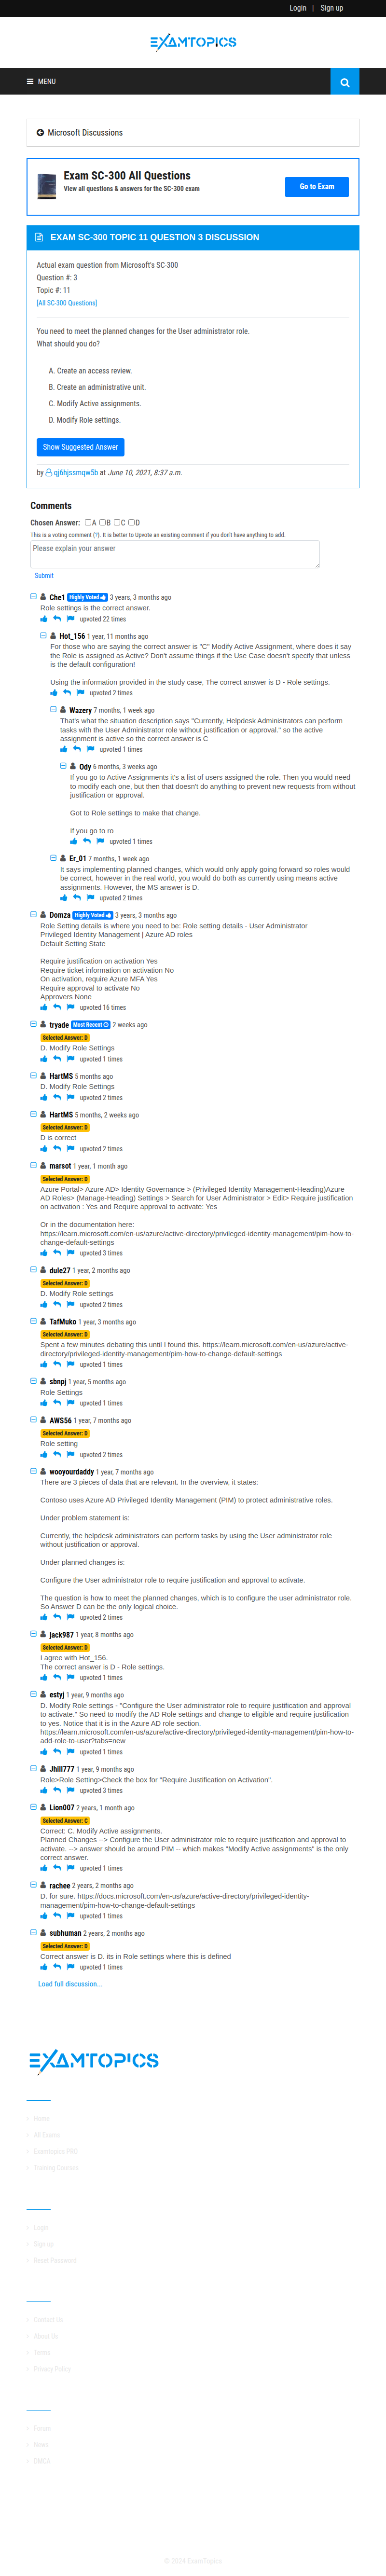 Login | Sign up
EXAMTOPICS
MENU
Microsoft Discussions
Exam SC-300 All Questions
View all questions & answers for the SC-300 exam
Go to Exam
EXAM SC-300 TOPIC 11 QUESTION 3 DISCUSSION
Actual exam question from Microsoft's SC-300
Question #: 3
Topic #: 11
[All SC-300 Questions]
You need to meet the planned changes for the User administrator role.
What should you do?
A. Create an access review.
B. Create an administrative unit.
C. Modify Active assignments.
D. Modify Role settings.
Show Suggested Answer
by qj6hjssmqw5b at June 10, 2021, 8:37 a.m.
Comments
Chosen Answer: A B C D
This is a voting comment (?). It is better to Upvote an existing comment if you don't have anything to add.
Please explain your answer
Submit
Che1 Highly Voted 3 years, 3 months ago
Role settings is the correct answer.
upvoted 22 times
Hot_156 1 year, 11 months ago
For those who are saying the correct answer is "C" Modify Active Assignment, where does it say
the Role is assigned as Active? Don't assume things if the Use Case doesn't specify that unless
is the default configuration!
Using the information provided in the study case, The correct answer is D - Role settings.
upvoted 2 times
Wazery 7 months, 1 week ago
That's what the situation description says "Currently, Helpdesk Administrators can perform
tasks with the User Administrator role without justification or approval." so the active
assignment is active so the correct answer is C
upvoted 1 times
Ody 6 months, 3 weeks ago
If you go to Active Assignments it's a list of users assigned the role. Then you would need
to modify each one, but then that doesn't do anything to prevent new requests from without
justification or approval.
Got to Role settings to make that change.
If you go to ro
upvoted 1 times
Er_01 7 months, 1 week ago
It says implementing planned changes, which would only apply going forward so roles would
be correct, however in the real world, you would do both as currently using means active
assignments. However, the MS answer is D.
upvoted 2 times
Domza Highly Voted 3 years, 3 months ago
Role Setting details is where you need to be: Role setting details - User Administrator
Privileged Identity Management | Azure AD roles
Default Setting State
Require justification on activation Yes
Require ticket information on activation No
On activation, require Azure MFA Yes
Require approval to activate No
Approvers None
upvoted 16 times
tryade Most Recent 2 weeks ago
Selected Answer: D
D. Modify Role Settings
upvoted 1 times
HartMS 5 months ago
D. Modify Role Settings
upvoted 2 times
HartMS 5 months, 2 weeks ago
Selected Answer: D
D is correct
upvoted 2 times
marsot 1 year, 1 month ago
Selected Answer: D
Azure Portal> Azure AD> Identity Governance > (Privileged Identity Management-Heading)Azure
AD Roles> (Manage-Heading) Settings > Search for User Administrator > Edit> Require justification
on activation : Yes and Require approval to activate: Yes
Or in the documentation here:
https://learn.microsoft.com/en-us/azure/active-directory/privileged-identity-management/pim-how-to-
change-default-settings
upvoted 3 times
dule27 1 year, 2 months ago
Selected Answer: D
D. Modify Role settings
upvoted 2 times
TafMuko 1 year, 3 months ago
Selected Answer: D
Spent a few minutes debating this until I found this. https://learn.microsoft.com/en-us/azure/active-
directory/privileged-identity-management/pim-how-to-change-default-settings
upvoted 1 times
sbnpj 1 year, 5 months ago
Role Settings
upvoted 1 times
AWS56 1 year, 7 months ago
Selected Answer: D
Role setting
upvoted 2 times
wooyourdaddy 1 year, 7 months ago
There are 3 pieces of data that are relevant. In the overview, it states:
Contoso uses Azure AD Privileged Identity Management (PIM) to protect administrative roles.
Under problem statement is:
Currently, the helpdesk administrators can perform tasks by using the User administrator role
without justification or approval.
Under planned changes is:
Configure the User administrator role to require justification and approval to activate.
The question is how to meet the planned changes, which is to configure the user administrator role.
So Answer D can be the only logical choice.
upvoted 2 times
jack987 1 year, 8 months ago
Selected Answer: D
I agree with Hot_156.
The correct answer is D - Role settings.
upvoted 1 times
estyj 1 year, 9 months ago
D. Modify Role settings - "Configure the User administrator role to require justification and approval
to activate." So need to modify the AD Role settings and change to eligible and require justification
to yes. Notice that it is in the Azure AD role section.
https://learn.microsoft.com/en-us/azure/active-directory/privileged-identity-management/pim-how-to-
add-role-to-user?tabs=new
upvoted 1 times
Jhill777 1 year, 9 months ago
Role>Role Setting>Check the box for "Require Justification on Activation".
upvoted 3 times
Lion007 2 years, 1 month ago
Selected Answer: C
Correct: C. Modify Active assignments.
Planned Changes --> Configure the User administrator role to require justification and approval to
activate. --> answer should be around PIM -- which makes "Modify Active assignments" is the only
correct answer.
upvoted 1 times
rachee 2 years, 2 months ago
D. for sure. https://docs.microsoft.com/en-us/azure/active-directory/privileged-identity-
management/pim-how-to-change-default-settings
upvoted 1 times
subhuman 2 years, 2 months ago
Selected Answer: D
Correct answer is D. its in Role settings where this is defined
upvoted 1 times
Load full discussion...
EXAMTOPICS
Home
All Exams
Examtopics PRO
Training Courses
Login
Sign up
Reset Password
Contact Us
About Us
Terms
Privacy Policy
Forum
News
DMCA
© 2024 ExamTopics